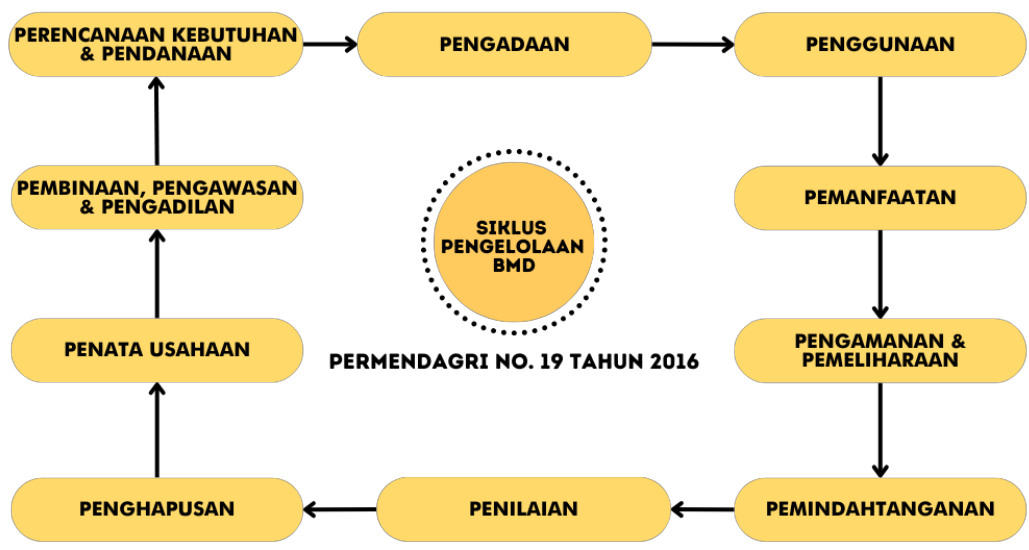 PERENCANAAN KEBUTUHAN
& PENDANAAN
PENGADAAN
PENGGUNAAN
PEMANFAATAN
PENGAMANAN &
PEMELIHARAAN
PEMINDAHTANGANAN
PENILAIAN
PENGHAPUSAN
PENATA USAHAAN
PEMBINAAN, PENGAWASAN
& PENGADILAN
SIKLUS
PENGELOLAAN
BMD
PERMENDAGRI NO. 19 TAHUN 2016